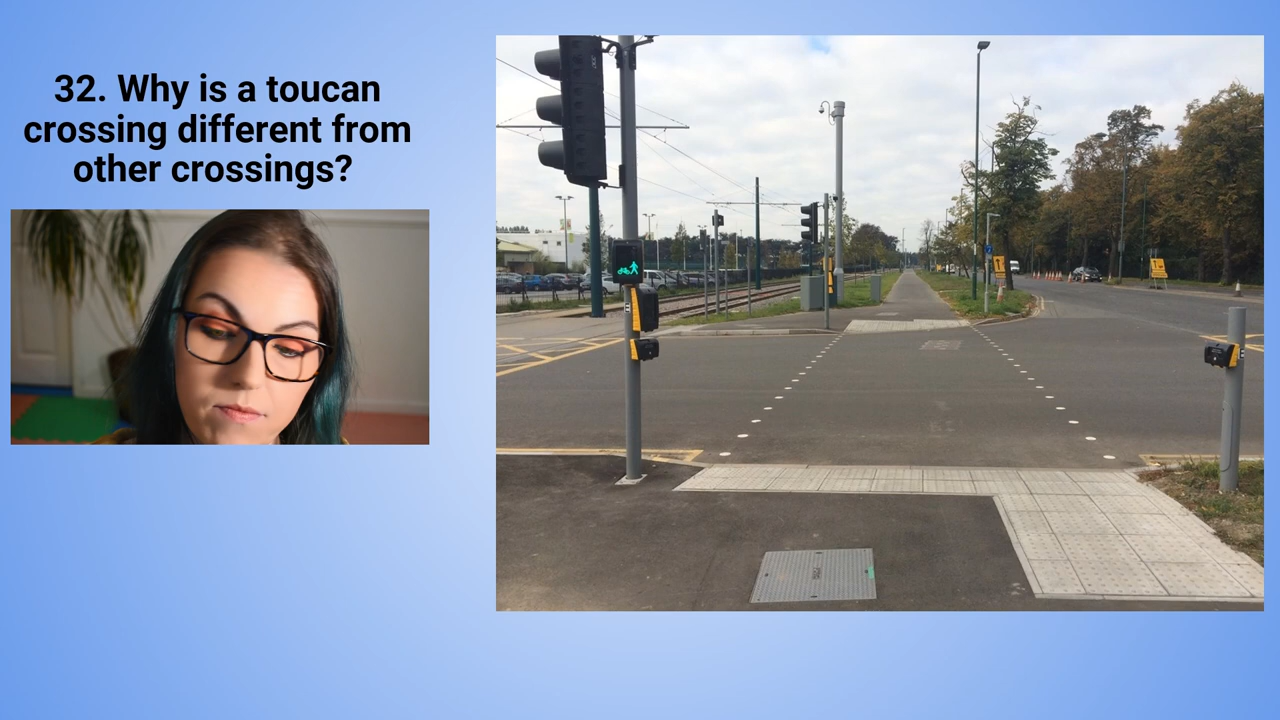 32. Why is a toucan
crossing different from
other crossings?